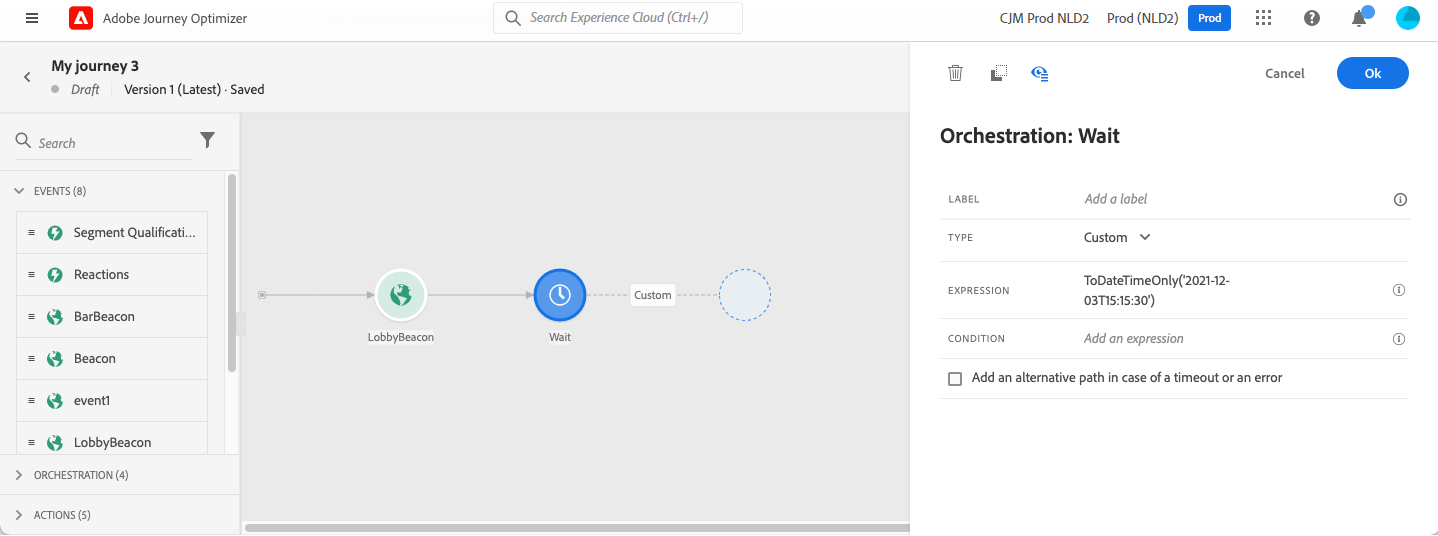 Adobe Journey Optimizer
Search Experience Cloud (Ctrl+/)
CJM Prod NLD2
Prod (NLD2)
Prod
My journey 3
Draft
Version 1 (Latest) · Saved
Cancel
Ok
Search
EVENTS (8)
Segment Qualificati...
Reactions
BarBeacon
Beacon
event1
LobbyBeacon
ORCHESTRATION (4)
ACTIONS (5)
LobbyBeacon
Wait
Custom
Orchestration: Wait
LABEL
Add a label
TYPE
Custom
EXPRESSION
ToDateTimeOnly('2021-12-
03T15:15:30')
CONDITION
Add an expression
Add an alternative path in case of a timeout or an error